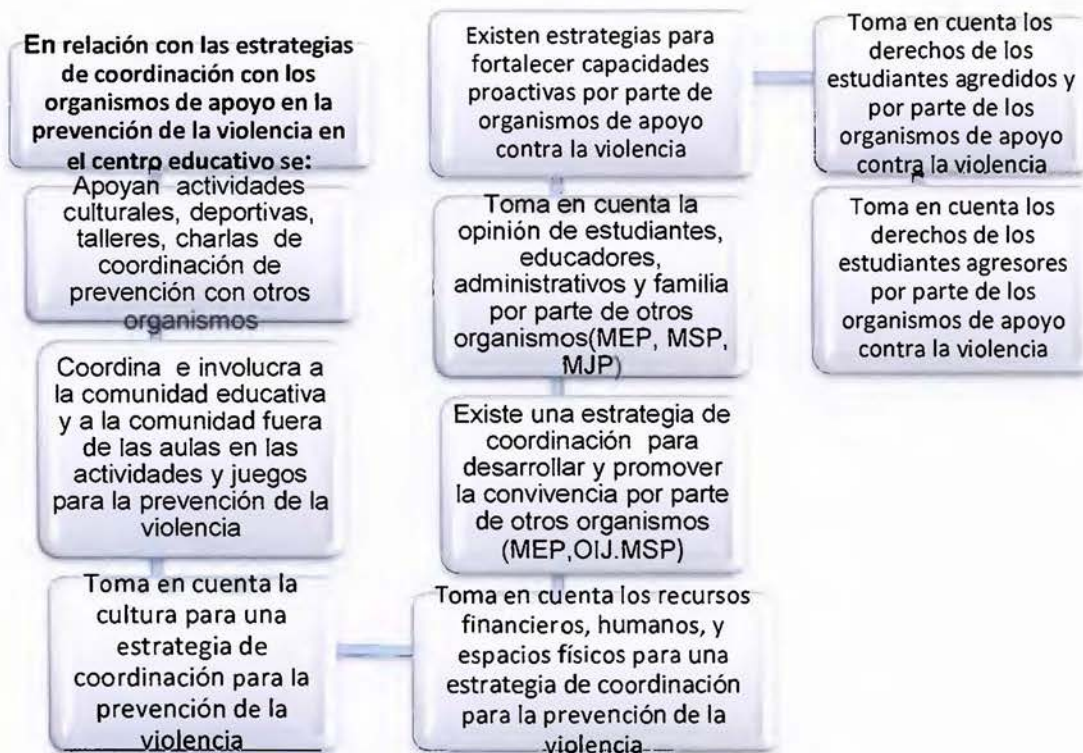 En relación con las estrategias
de coordinación con los
organismos de apoyo en la
prevención de la violencia en
el centro educativo se:
Apoyan actividades
culturales, deportivas,
talleres, charlas de
coordinación de
prevención con otros
organismos
Coordina e involucra a
la comunidad educativa
y a la comunidad fuera
de las aulas en las
actividades y juegos
para la prevención de la
violencia
Toma en cuenta la
cultura para una
estrategia de
coordinación para la
prevención de la
violencia
Toma en cuenta los recursos
financieros, humanos, y
espacios físicos para una
estrategia de coordinación
para la prevención de la
violencia
Existe una estrategia de
coordinación para
desarrollar y promover
la convivencia por parte
de otros organismos
(MEP,OIJ.MSP)
Toma en cuenta la
opinión de estudiantes,
educadores,
administrativos y familia
por parte de otros
organismos(MEP, MSP,
MJP)
Existen estrategias para
fortalecer capacidades
proactivas por parte de
organismos de apoyo
contra la violencia
Toma en cuenta los
derechos de los
estudiantes agredidos y
por parte de los
organismos de apoyo
contra la violencia
Toma en cuenta los
derechos de los
estudiantes agresores
por parte de los
organismos de apoyo
contra la violencia